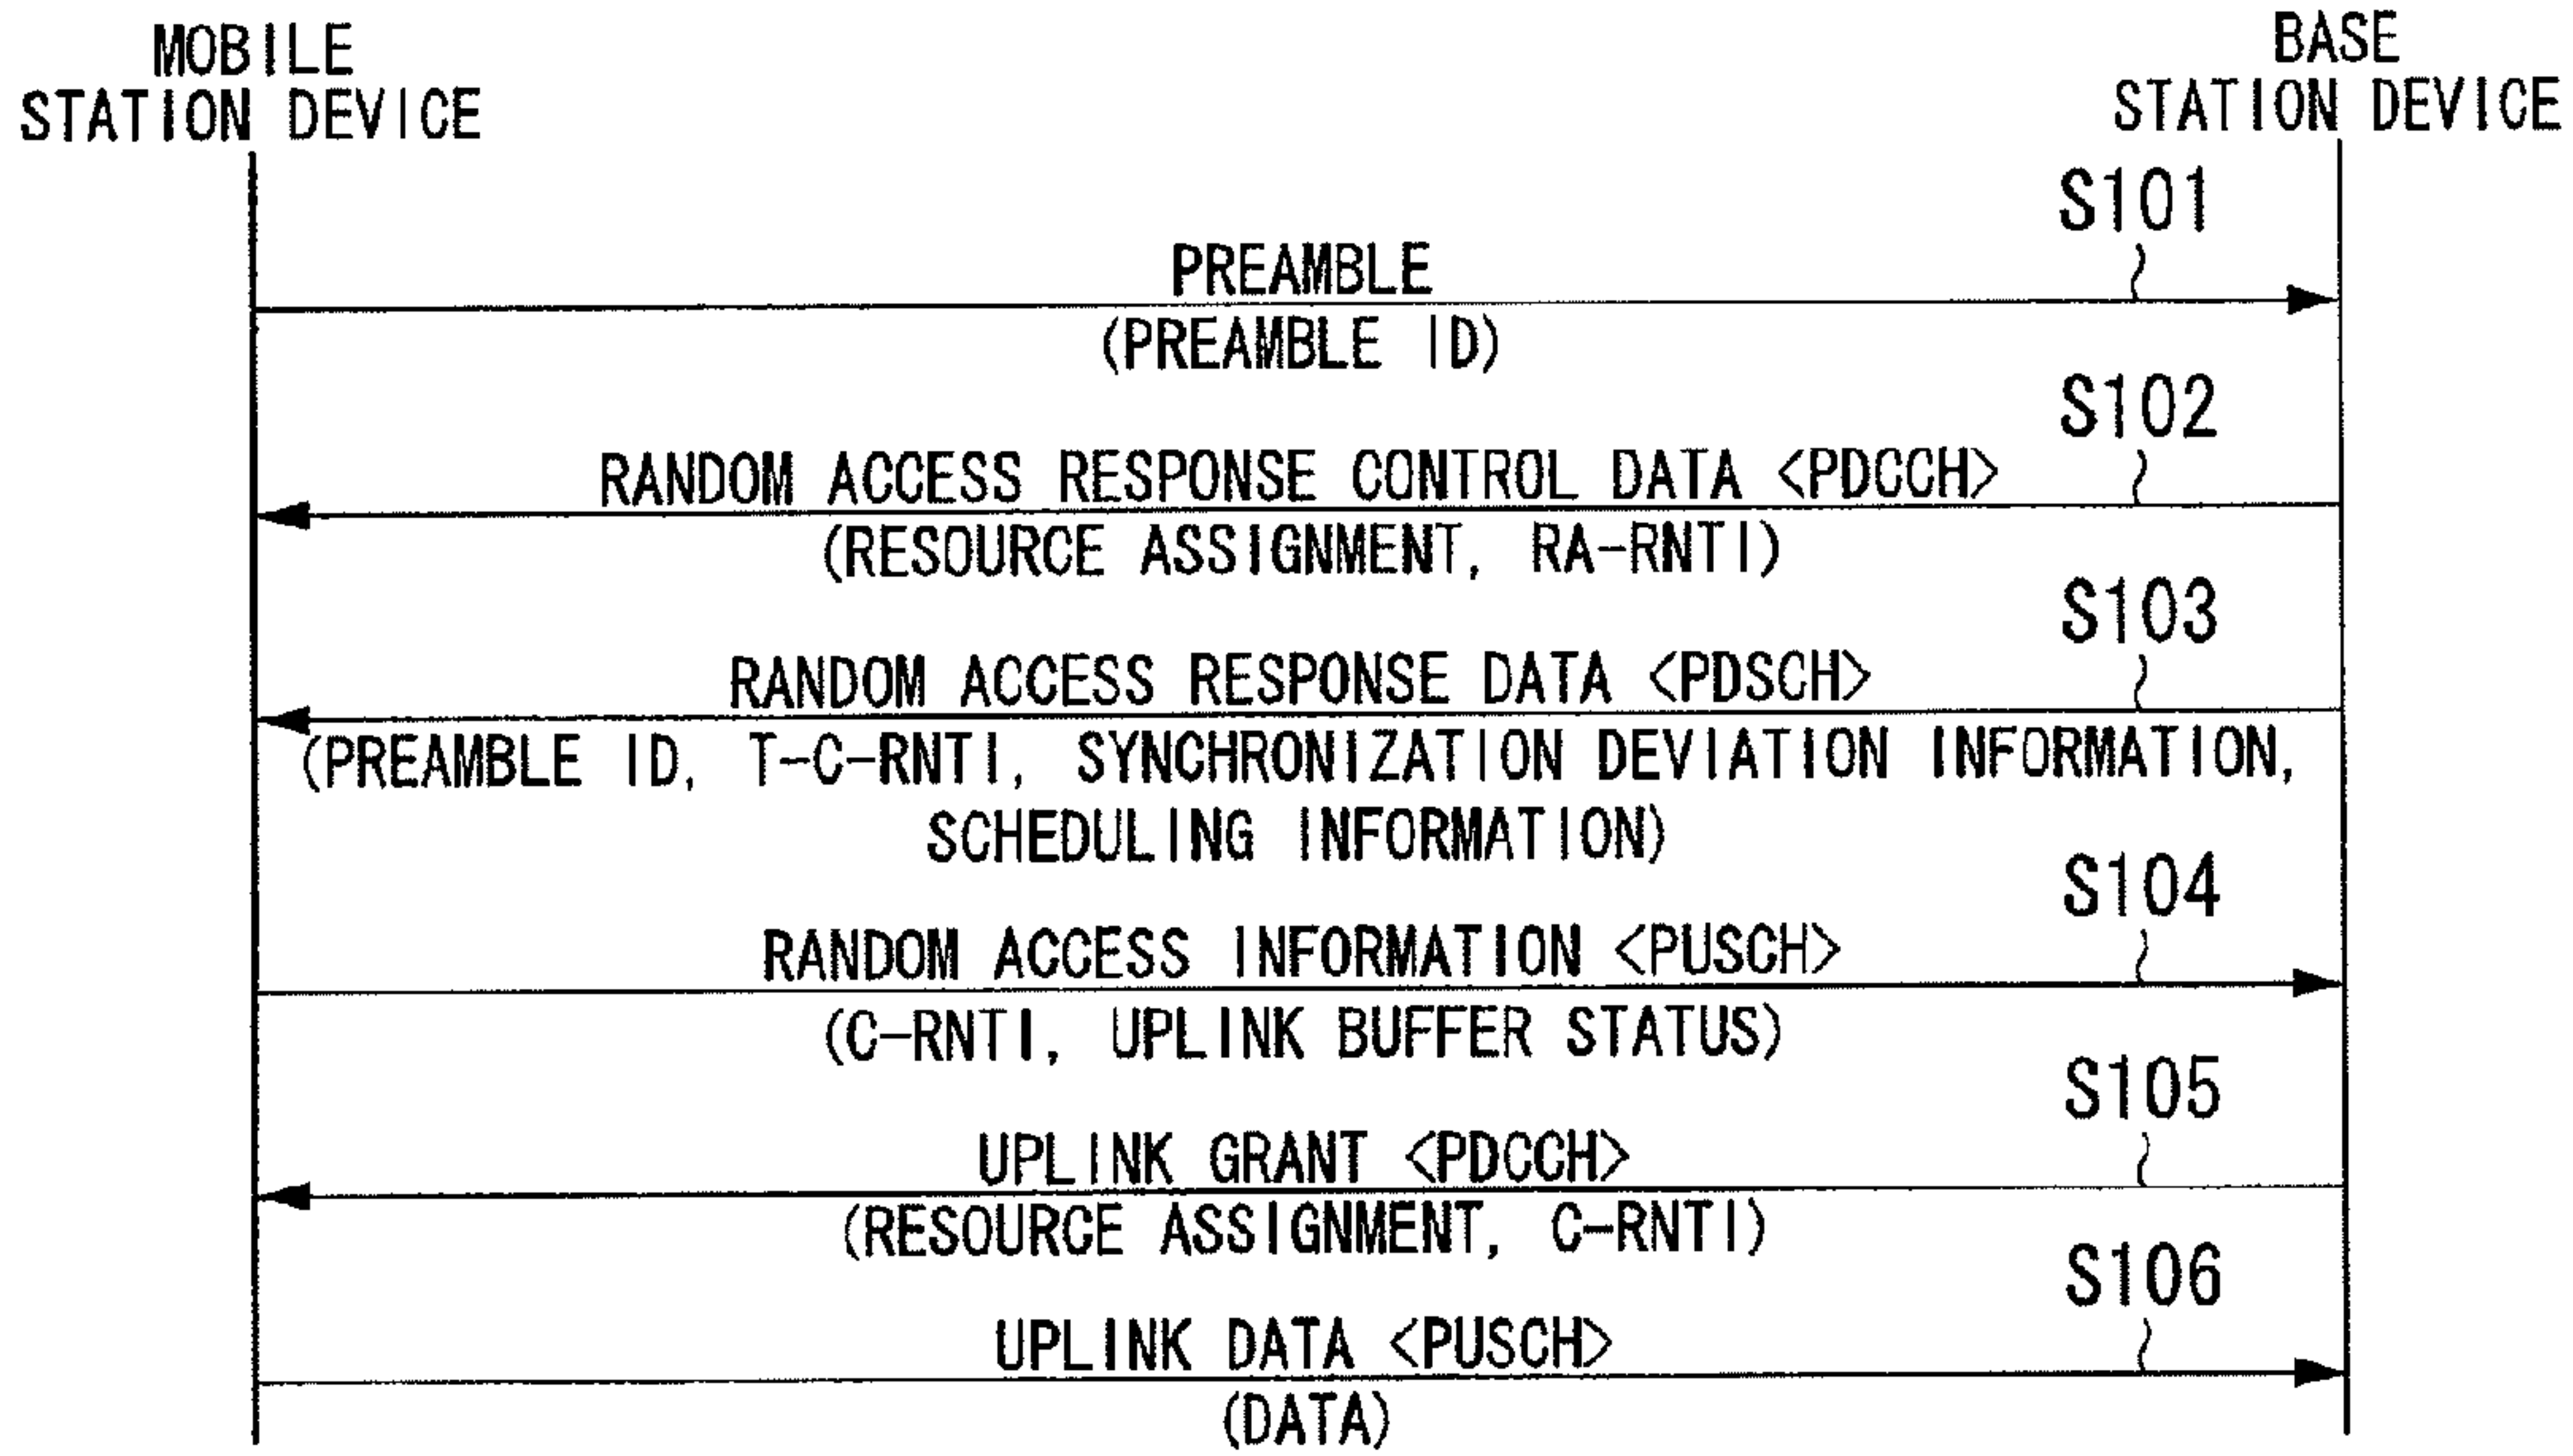 MOBILE
STATION DEVICE
BASE
STATION DEVICE
S101
PREAMBLE
(PREAMBLE ID)
S102
RANDOM ACCESS RESPONSE CONTROL DATA <PDCCH>
(RESOURCE ASSIGNMENT, RA-RNTI)
S103
RANDOM ACCESS RESPONSE DATA <PDSCH>
(PREAMBLE ID, T-C-RNTI, SYNCHRONIZATION DEVIATION INFORMATION,
SCHEDULING INFORMATION)
S104
RANDOM ACCESS INFORMATION <PUSCH>
(C-RNTI, UPLINK BUFFER STATUS)
S105
UPLINK GRANT <PDCCH>
(RESOURCE ASSIGNMENT, C-RNTI)
S106
UPLINK DATA <PUSCH>
(DATA)